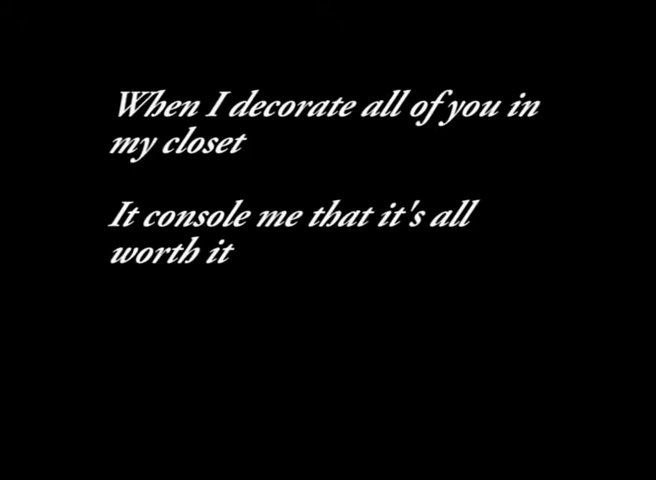 When I decorate all of you in
my closet
It console me that it's all
worth it